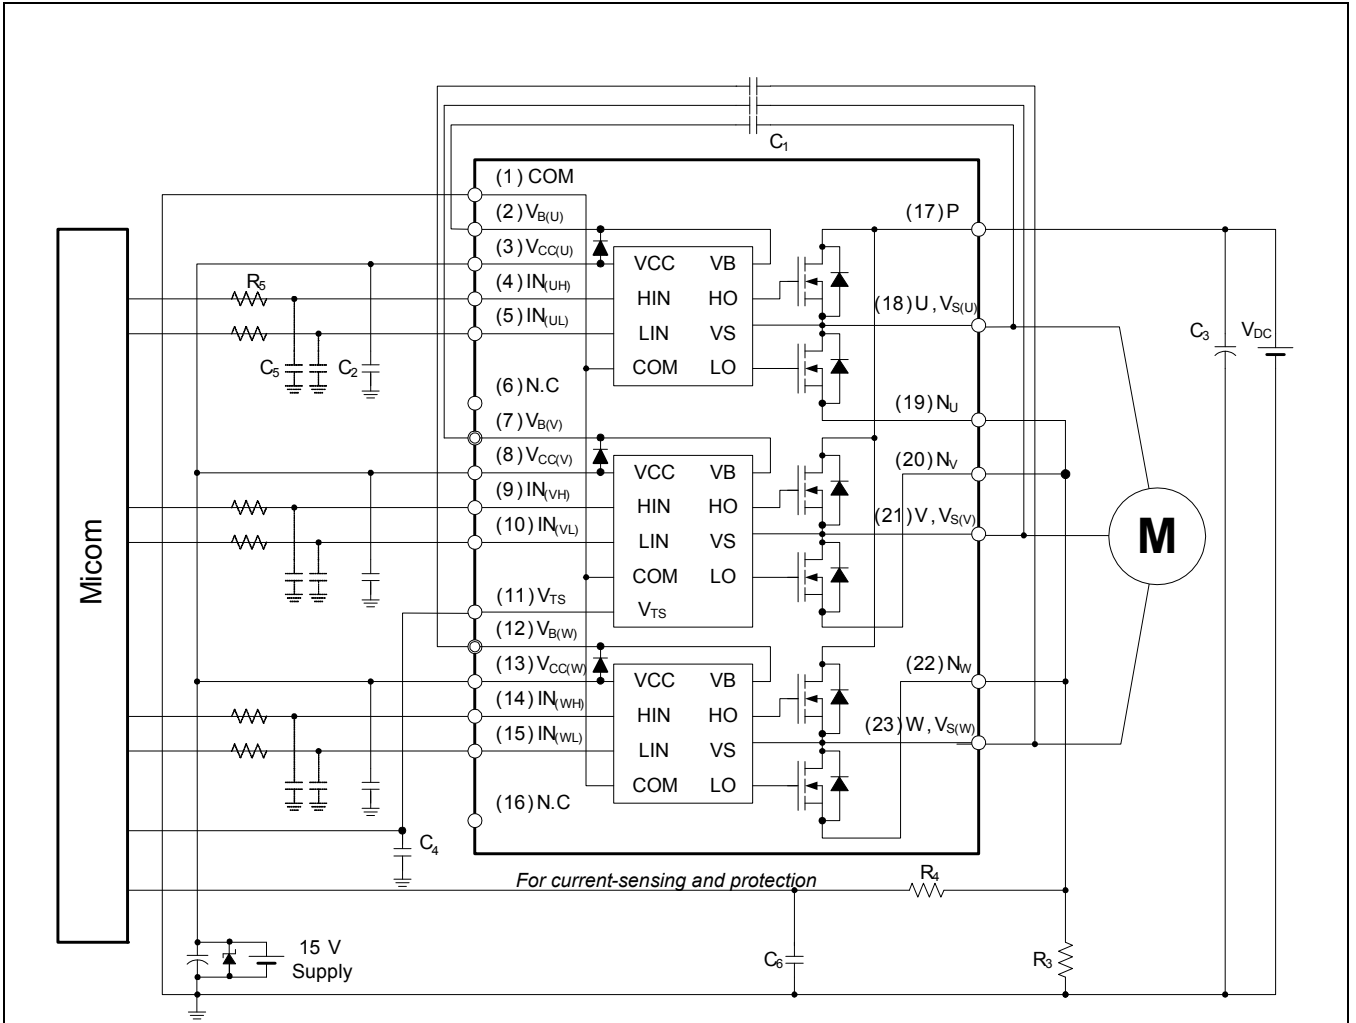 C1
(1) COM
(2) VB(U)
(3) VCC(U)
(4) IN(UH)
(5) IN(UL)
(6) N.C
(7) VB(V)
(8) VCC(V)
(9) IN(VH)
(10) IN(VL)
(11) VTS
(12) VB(W)
(13) VCC(W)
(14) IN(WH)
(15) IN(WL)
(16) N.C
VCC VB
HIN HO
LIN VS
COM LO
VCC VB
HIN HO
LIN VS
COM LO
VTS
VCC VB
HIN HO
LIN VS
COM LO
(17) P
(18) U, VS(U)
(19) NU
(20) NV
(21) V, VS(V)
(22) NW
(23) W, VS(W)
R5
C5
C2
Micom
C3
VDC
M
C4
For current-sensing and protection
R4
15 V
Supply
C6
R3